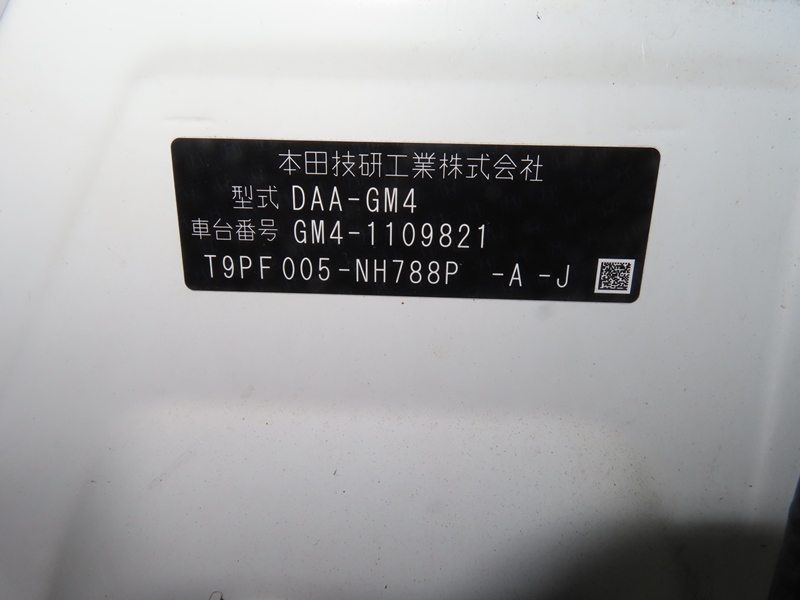 本田技研工業株式会社
型式 DAA-GM4
車台番号 GM4-1109821
T9PF005-NH788P -A-J